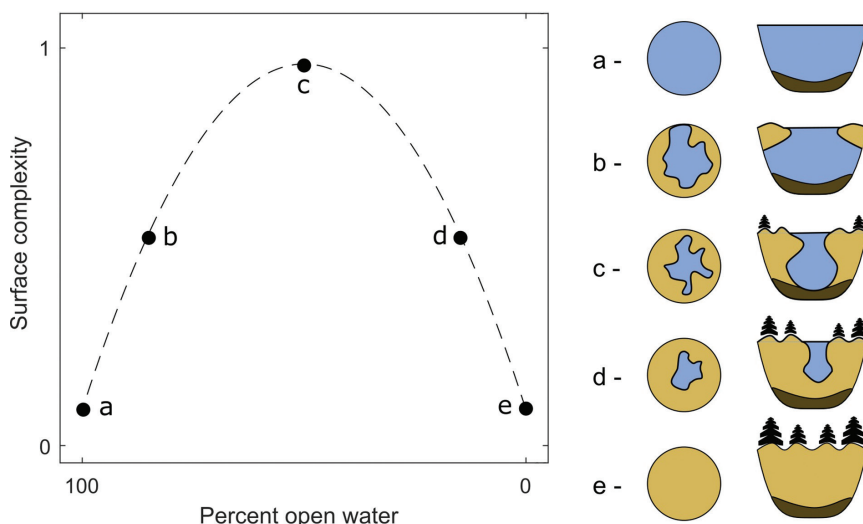 1
Surface complexity
0
100
0
Percent open water
a
b
c
d
e
a -
b -
c -
d -
e -